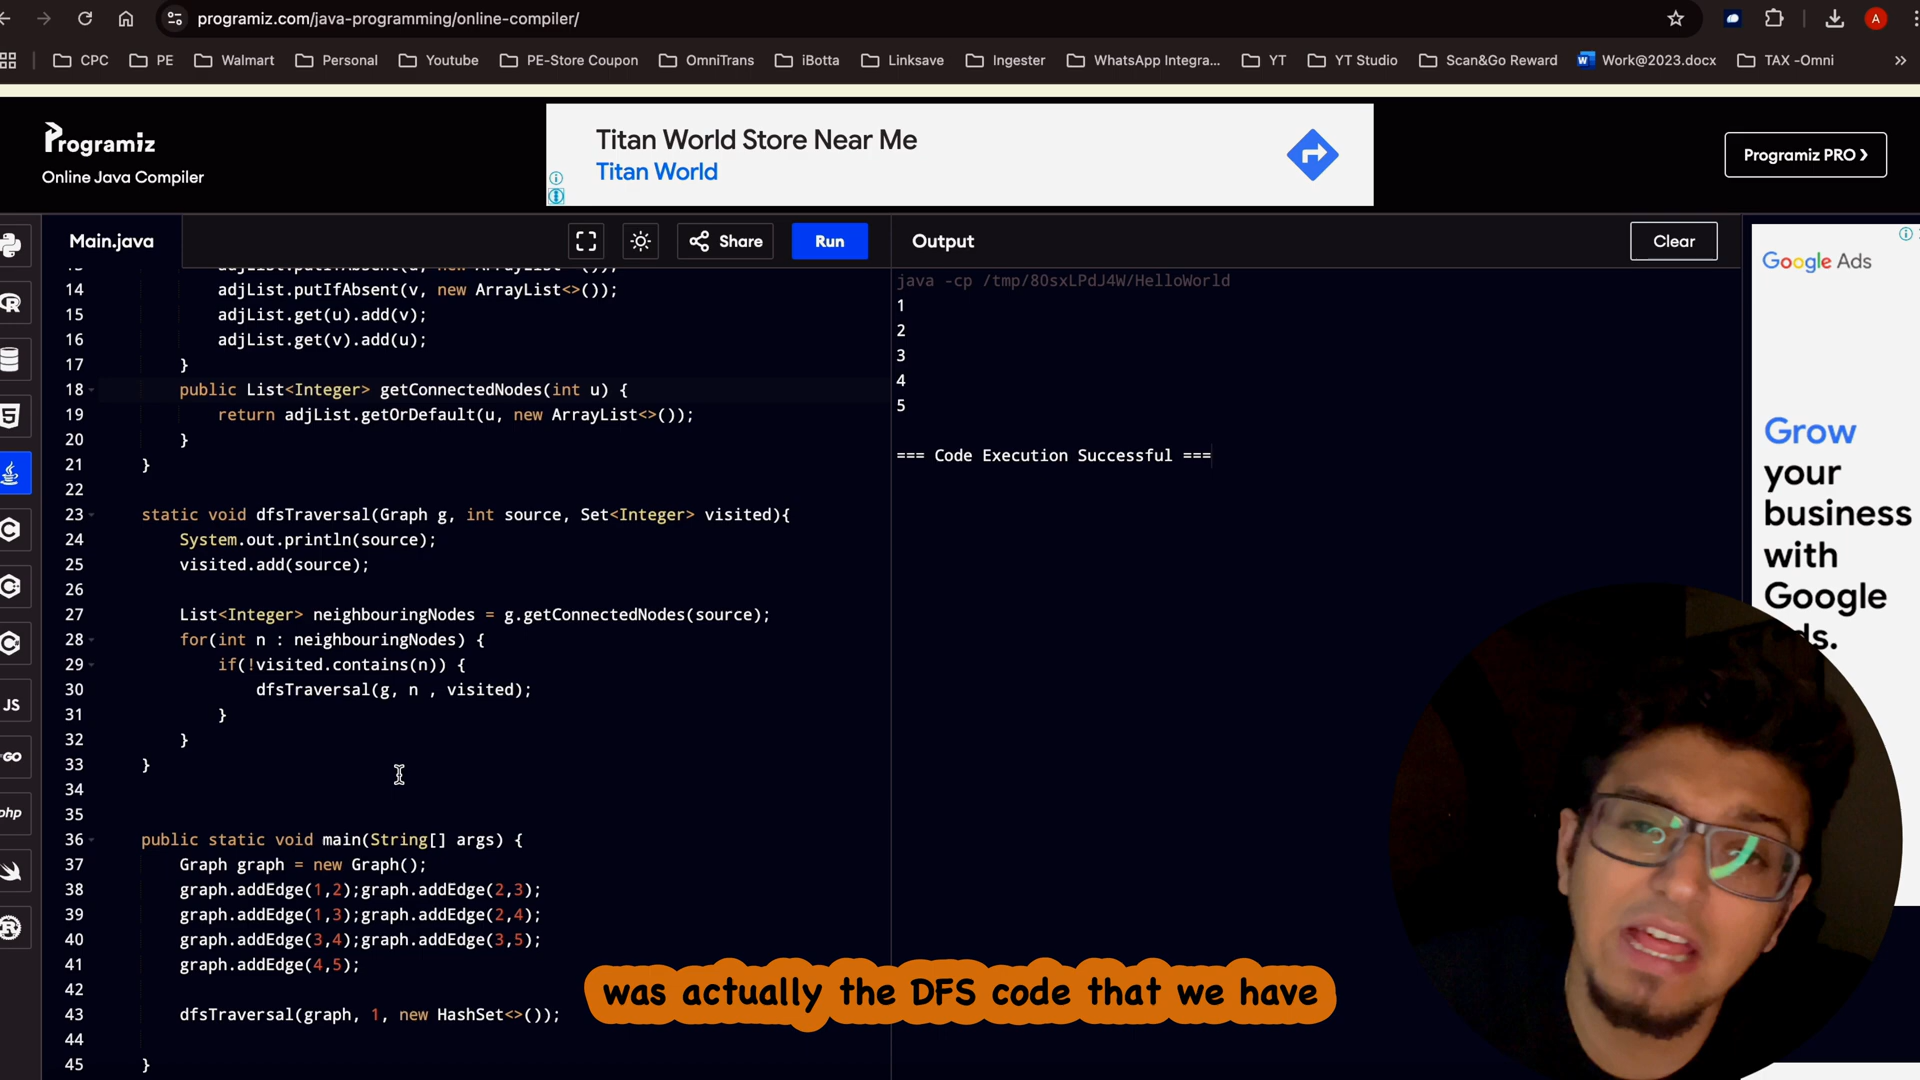 programiz.com/java-programming/online-compiler/
A
CPC PE Walmart Personal Youtube PE-Store Coupon OmniTrans iBotta Linksave Ingester WhatsApp Integra... YT YT Studio Scan&Go Reward Work@2023.docx TAX -Omni »
Programiz
Online Java Compiler
Titan World Store Near Me
Titan World
Programiz PRO ❯
Main.java
Share
Run
Output
Clear
14 adjList.putIfAbsent(v, new ArrayList<>());
15 adjList.get(u).add(v);
16 adjList.get(v).add(u);
17 }
18 public List<Integer> getConnectedNodes(int u) {
19 return adjList.getOrDefault(u, new ArrayList<>());
20 }
21 }
22
23 static void dfsTraversal(Graph g, int source, Set<Integer> visited){
24 System.out.println(source);
25 visited.add(source);
26
27 List<Integer> neighbouringNodes = g.getConnectedNodes(source);
28 for(int n : neighbouringNodes) {
29 if(!visited.contains(n)) {
30 dfsTraversal(g, n , visited);
31 }
32 }
33 }
34
35
36 public static void main(String[] args) {
37 Graph graph = new Graph();
38 graph.addEdge(1,2);graph.addEdge(2,3);
39 graph.addEdge(1,3);graph.addEdge(2,4);
40 graph.addEdge(3,4);graph.addEdge(3,5);
41 graph.addEdge(4,5);
42
43 dfsTraversal(graph, 1, new HashSet<>());
44
45 }
java -cp /tmp/8OsxLPdJ4W/HelloWorld
1
2
3
4
5
=== Code Execution Successful ===
Google Ads
Grow
your
business
with
Google
JS
GO
php
was actually the DFS code that we have